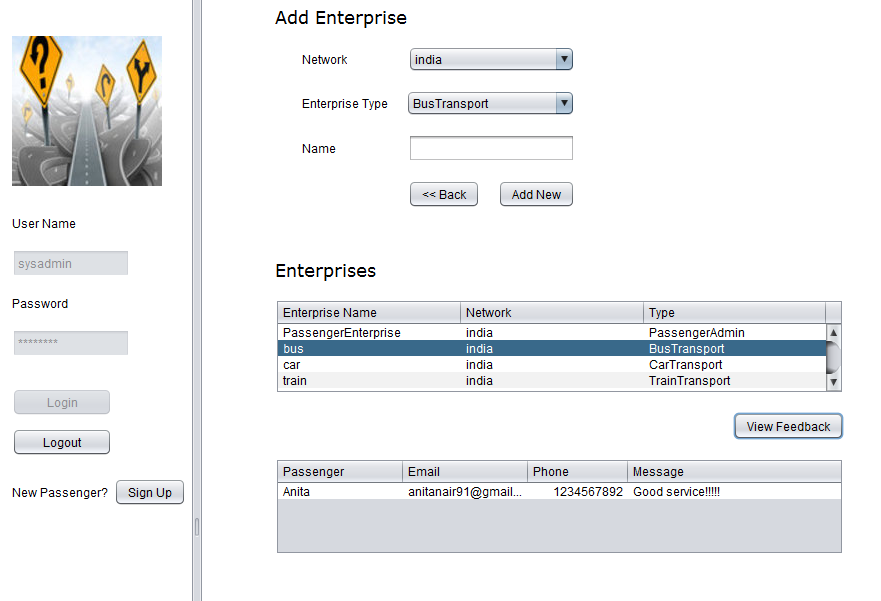 User Name
sysadmin
Password
********
Login
Logout
New Passenger? Sign Up
Add Enterprise
Network india
Enterprise Type BusTransport
Name
<< Back Add New
Enterprises
Enterprise Name Network Type
PassengerEnterprise india PassengerAdmin
bus india BusTransport
car india CarTransport
train india TrainTransport
View Feedback
Passenger Email Phone Message
Anita anitanair91@gmail... 1234567892 Good service!!!!!